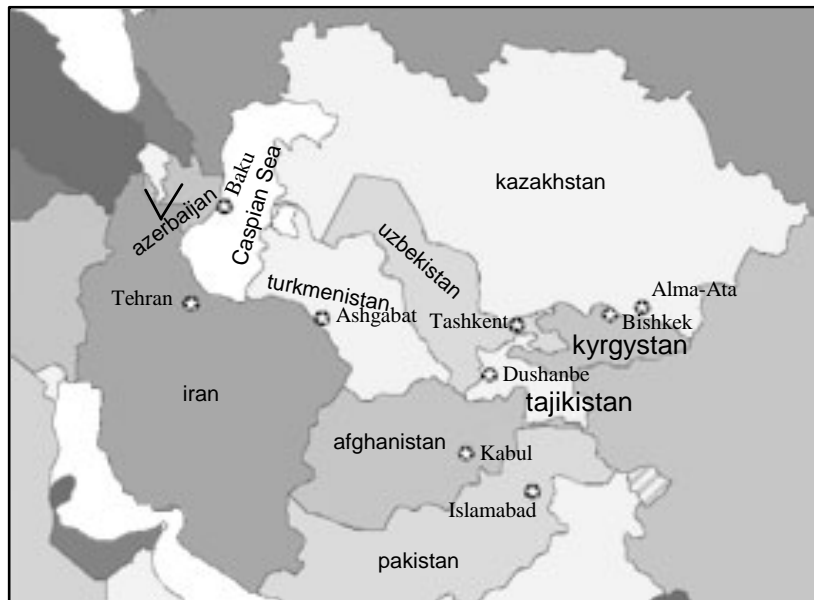 kazakhstan
Baku
Caspian Sea
azerbaijan
uzbekistan
turkmenistan
Tehran
Ashgabat
Tashkent
Alma-Ata
Bishkek
kyrgystan
Dushanbe
tajikistan
iran
afghanistan
Kabul
Islamabad
pakistan